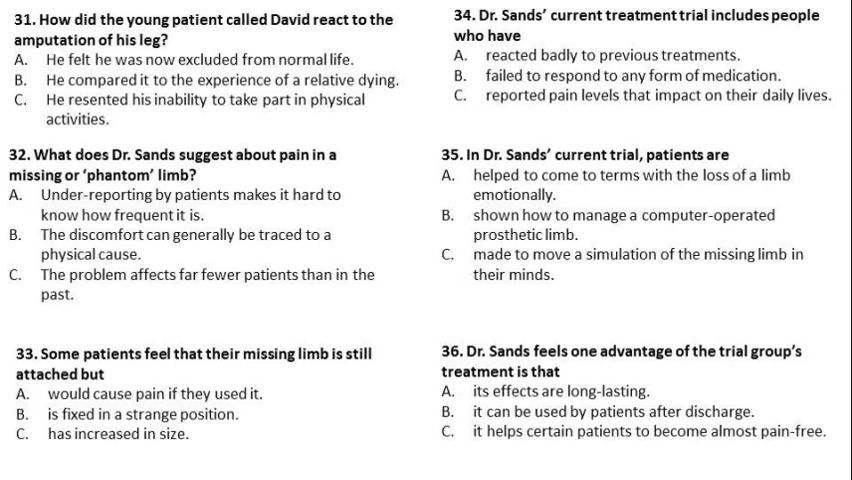 31. How did the young patient called David react to the
amputation of his leg?
A. He felt he was now excluded from normal life.
B. He compared it to the experience of a relative dying.
C. He resented his inability to take part in physical
activities.
32. What does Dr. Sands suggest about pain in a
missing or ‘phantom’ limb?
A. Under-reporting by patients makes it hard to
know how frequent it is.
B. The discomfort can generally be traced to a
physical cause.
C. The problem affects far fewer patients than in the
past.
33. Some patients feel that their missing limb is still
attached but
A. would cause pain if they used it.
B. is fixed in a strange position.
C. has increased in size.
34. Dr. Sands’ current treatment trial includes people
who have
A. reacted badly to previous treatments.
B. failed to respond to any form of medication.
C. reported pain levels that impact on their daily lives.
35. In Dr. Sands’ current trial, patients are
A. helped to come to terms with the loss of a limb
emotionally.
B. shown how to manage a computer-operated
prosthetic limb.
C. made to move a simulation of the missing limb in
their minds.
36. Dr. Sands feels one advantage of the trial group’s
treatment is that
A. its effects are long-lasting.
B. it can be used by patients after discharge.
C. it helps certain patients to become almost pain-free.